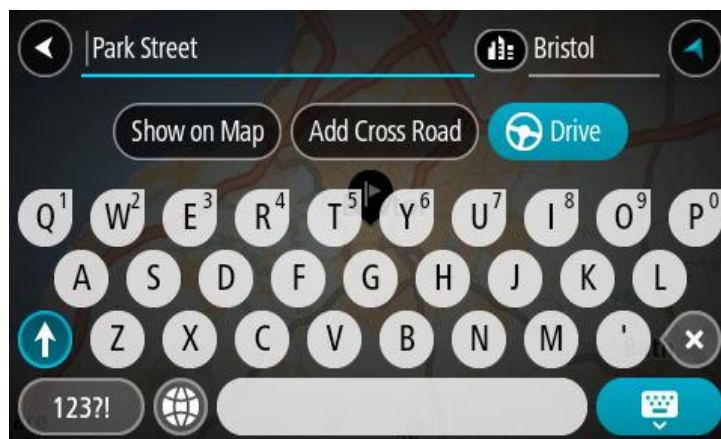 Park Street Bristol
Show on Map Add Cross Road Drive
Q1 W2 E3 R4 T5 Y6 U7 I8 O9 P0
A S D F G H J K L
Z X C V B N M '
123?!